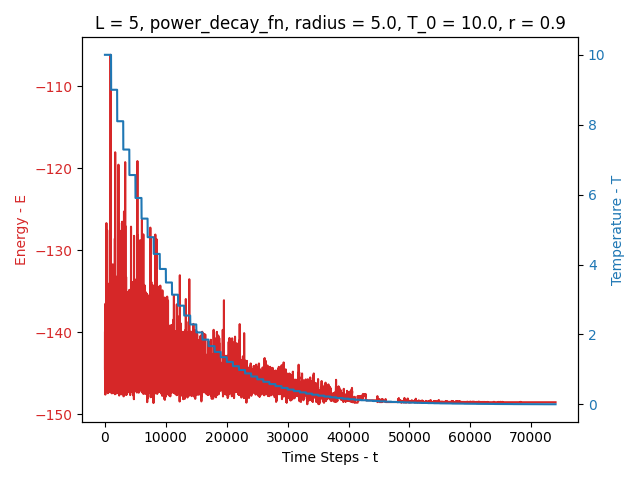 L = 5, power_decay_fn, radius = 5.0, T_0 = 10.0, r = 0.9
Energy - E
−110
−120
−130
−140
−150
10
8
6
4
2
0
Temperature - T
0 10000 20000 30000 40000 50000 60000 70000
Time Steps - t